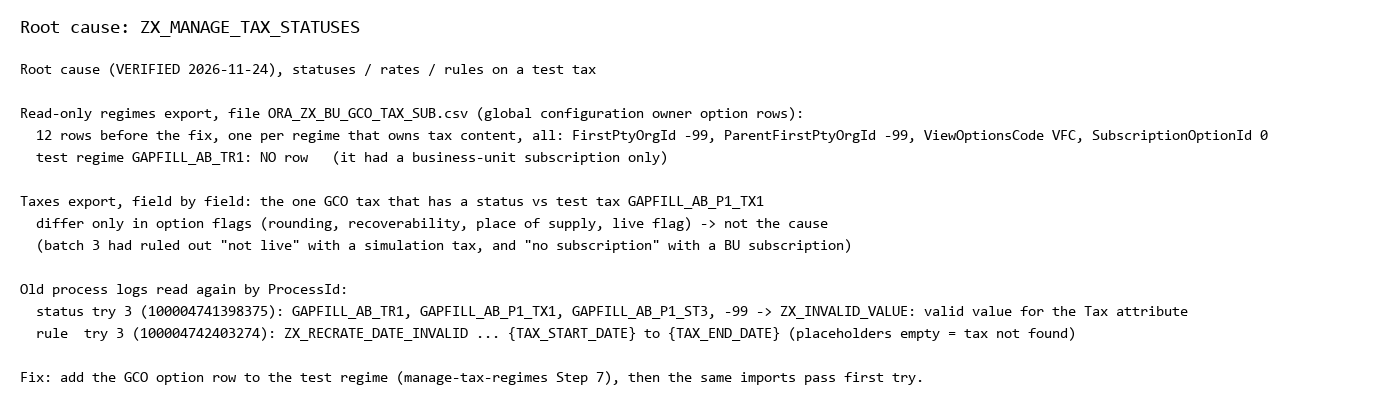 Root cause: ZX_MANAGE_TAX_STATUSES
Root cause (VERIFIED 2026-11-24), statuses / rates / rules on a test tax
Read-only regimes export, file ORA_ZX_BU_GCO_TAX_SUB.csv (global configuration owner option rows):
12 rows before the fix, one per regime that owns tax content, all: FirstPtyOrgId -99, ParentFirstPtyOrgId -99, ViewOptionsCode VFC, SubscriptionOptionId 0
test regime GAPFILL_AB_TR1: NO row (it had a business-unit subscription only)
Taxes export, field by field: the one GCO tax that has a status vs test tax GAPFILL_AB_P1_TX1
differ only in option flags (rounding, recoverability, place of supply, live flag) -> not the cause
(batch 3 had ruled out "not live" with a simulation tax, and "no subscription" with a BU subscription)
Old process logs read again by ProcessId:
status try 3 (100004741398375): GAPFILL_AB_TR1, GAPFILL_AB_P1_TX1, GAPFILL_AB_P1_ST3, -99 -> ZX_INVALID_VALUE: valid value for the Tax attribute
rule try 3 (100004742403274): ZX_RECRATE_DATE_INVALID ... {TAX_START_DATE} to {TAX_END_DATE} (placeholders empty = tax not found)
Fix: add the GCO option row to the test regime (manage-tax-regimes Step 7), then the same imports pass first try.